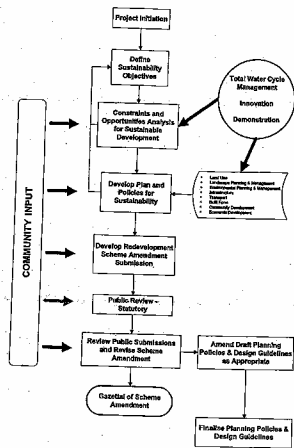 Project Initiation
Define
Sustainability
Objectives
Total Water Cycle
Management
Innovation
Demonstration
Constraints and
Opportunities Analysis
for Sustainable
Development
COMMUNITY INPUT
Develop Plan and
Policies for
Sustainability
Land Use
Landscape Planning & Management
Environmental Planning & Management
Infrastructure
Transport
Built Form
Community Development
Economic Development
Develop Redevelopment
Scheme Amendment
Submission
Public Review -
Statutory
Review Public Submissions
and Revise Scheme
Amendment
Amend Draft Planning
Policies & Design Guidelines
as Appropriate
Gazettal of Scheme
Amendment
Finalise Planning Policies &
Design Guidelines